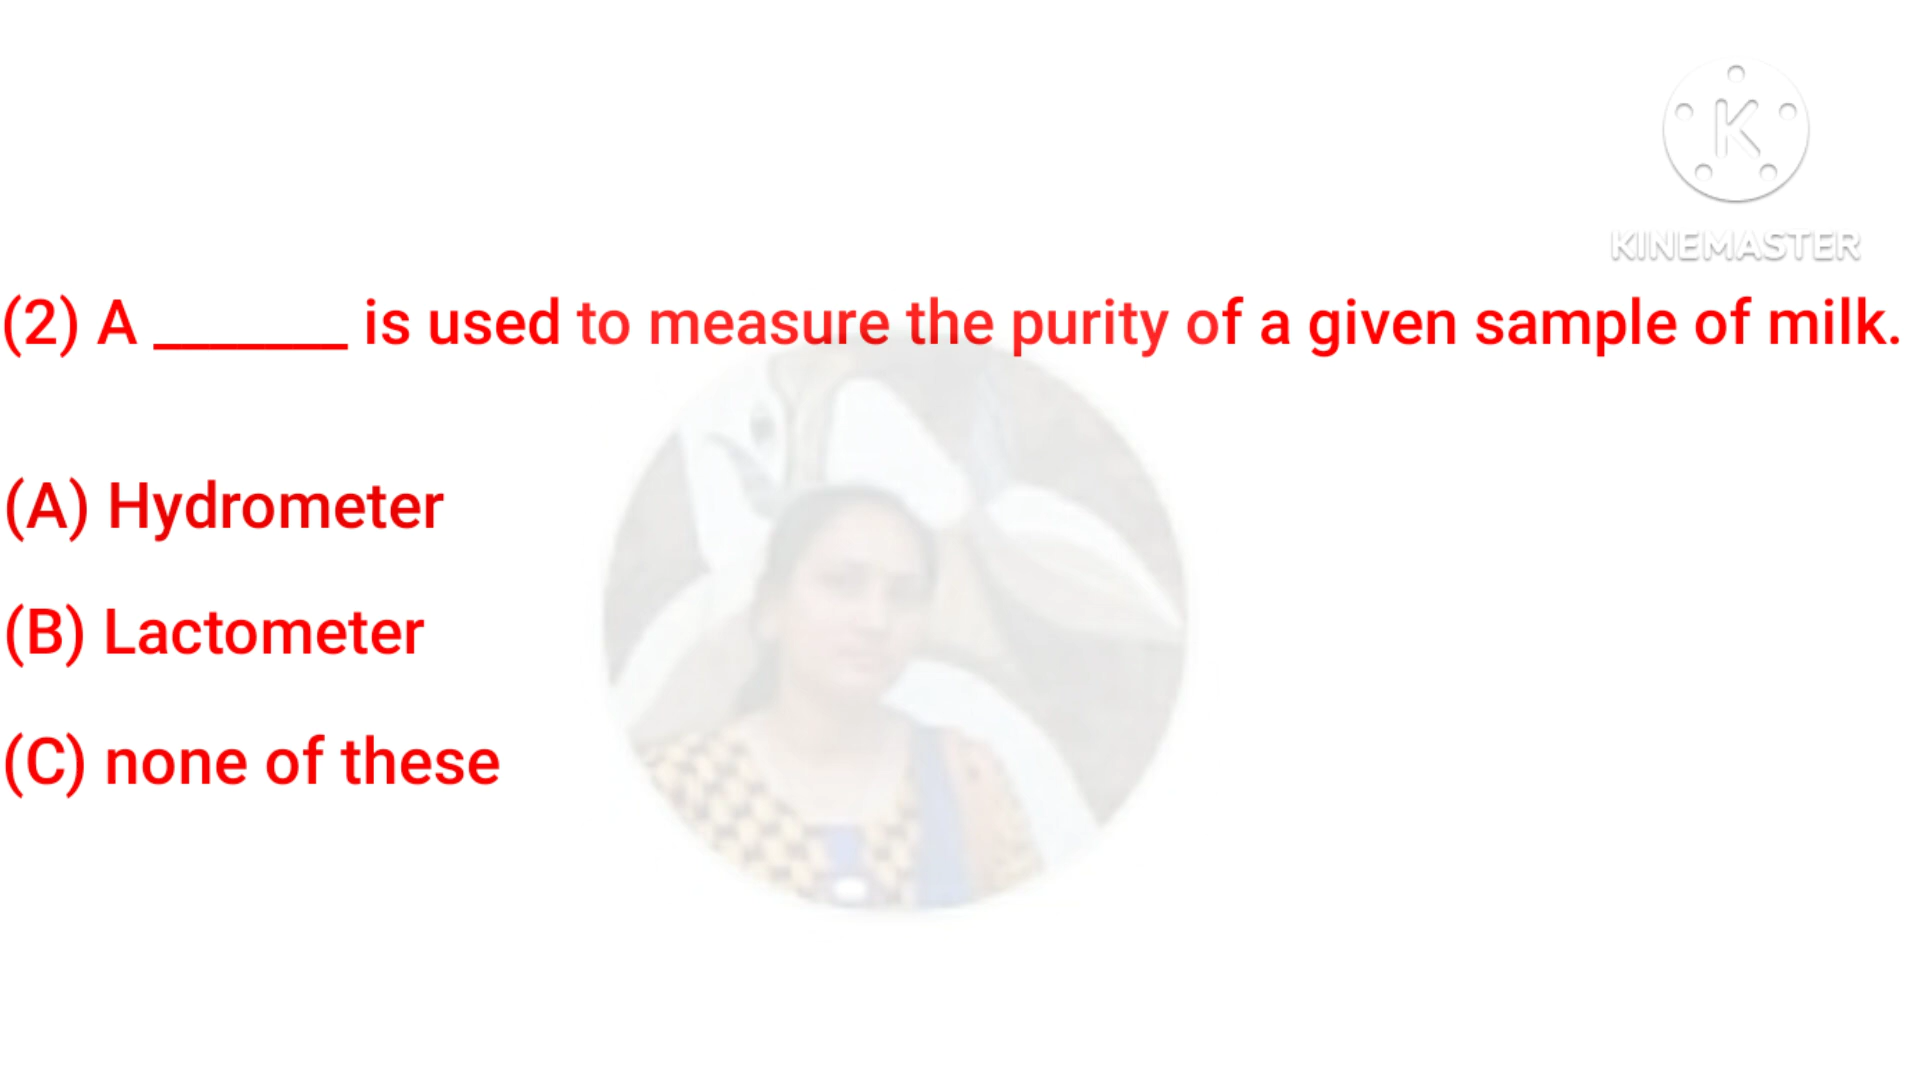 K
KINEMASTER
(2) A ______ is used to measure the purity of a given sample of milk.
(A) Hydrometer
(B) Lactometer
(C) none of these